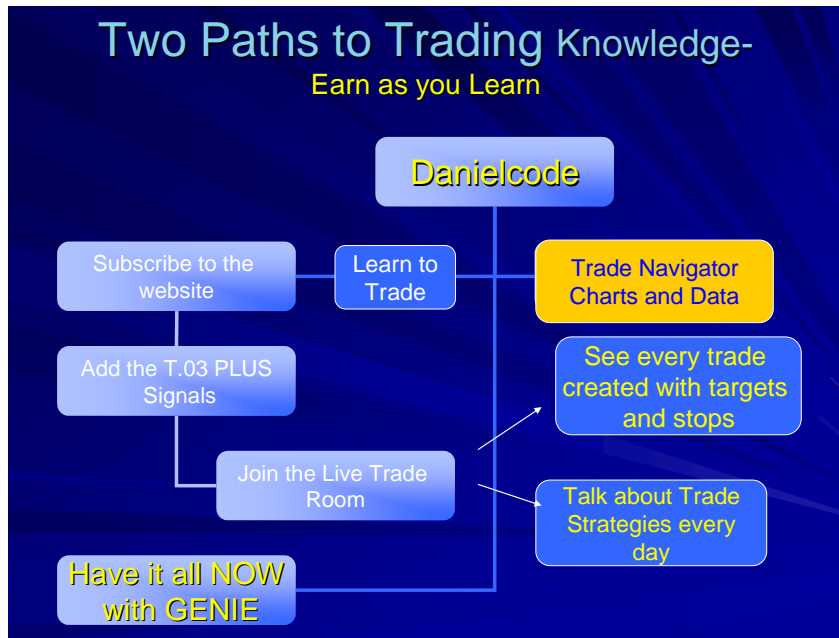 Two Paths to Trading Knowledge-
Earn as you Learn
Danielcode
Subscribe to the
website
Learn to
Trade
Trade Navigator
Charts and Data
Add the T.03 PLUS
Signals
See every trade
created with targets
and stops
Join the Live Trade
Room
Talk about Trade
Strategies every
day
Have it all NOW
with GENIE